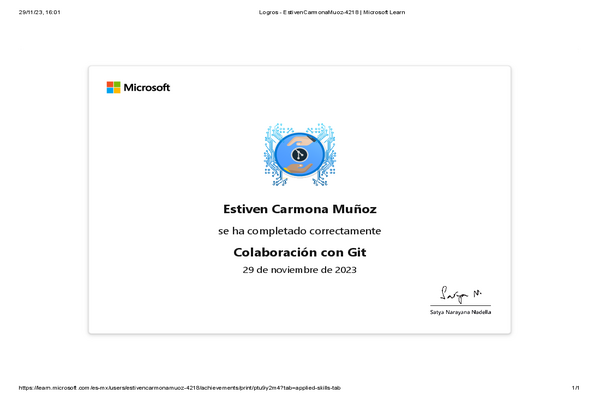 29/11/23, 16:01
Logros - EstivenCarmonaMuoz-4218 | Microsoft Learn
Microsoft
Estiven Carmona Muñoz
se ha completado correctamente
Colaboración con Git
29 de noviembre de 2023
Satya N.
Satya Narayana Nadella
https://learn.microsoft.com/es-mx/users/estivencarmonamuoz-4218/achievements/print/ptu9y2m4?tab=applied-skills-tab
1/1